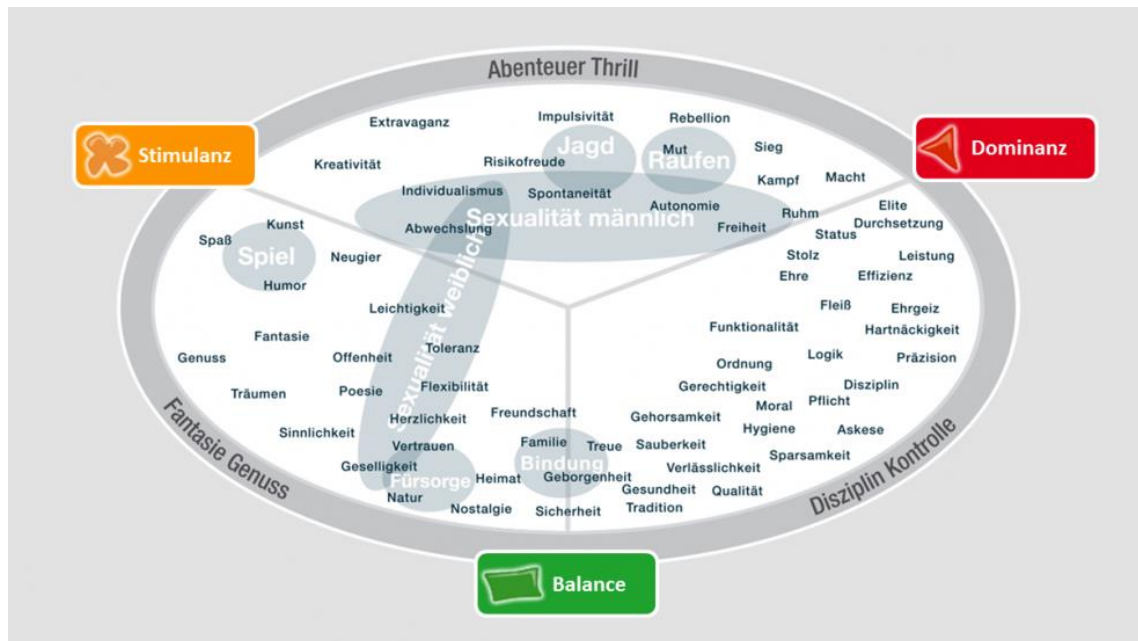 Abenteuer Thrill
Stimulanz
Dominanz
Extravaganz
Impulsivität
Rebellion
Jagd
Mut
Raufen
Sieg
Kreativität
Risikofreude
Kampf
Macht
Individualismus
Spontaneität
Autonomie
Elite
Sexualität männlich
Ruhm
Durchsetzung
Kunst
Abwechslung
Freiheit
Status
Spaß
Spiel
Neugier
Stolz
Leistung
Humor
Ehre
Effizienz
Leichtigkeit
Fleiß
Ehrgeiz
Sexualität weiblich
Funktionalität
Hartnäckigkeit
Fantasie
Toleranz
Genuss
Offenheit
Ordnung
Logik
Präzision
Träumen
Poesie
Flexibilität
Gerechtigkeit
Disziplin
Moral
Pflicht
Herzlichkeit
Freundschaft
Gehorsamkeit
Hygiene
Askese
Sinnlichkeit
Vertrauen
Familie
Treue
Sauberkeit
Sparsamkeit
Geselligkeit
Bindung
Verlässlichkeit
Fürsorge
Heimat
Geborgenheit
Natur
Gesundheit
Qualität
Nostalgie
Sicherheit
Tradition
Fantasie Genuss
Disziplin Kontrolle
Balance